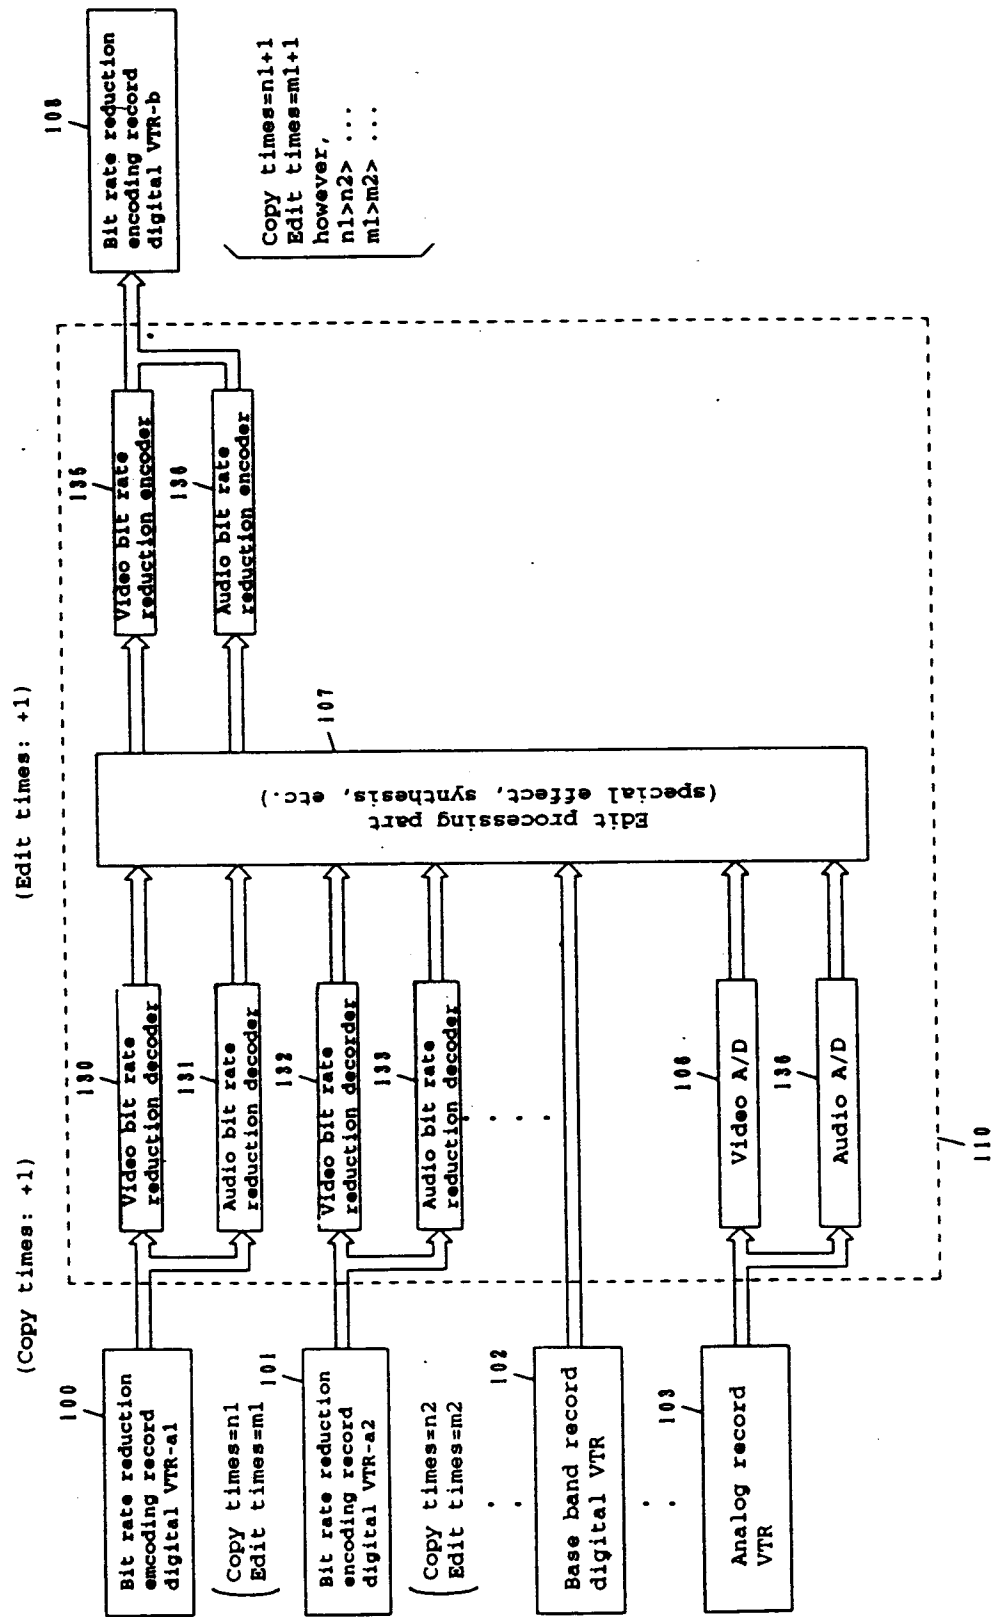 (Copy times: +1)
(Edit times: +1)
100
Bit rate reduction
emcoding record
digital VTR-a1
Copy times=n1
Edit times=m1
101
Bit rate reduction
encoding record
digital VTR-a2
Copy times=n2
Edit times=m2
102
Base band record
digital VTR
103
Analog record
VTR
130
Video bit rate
reduction decoder
131
Audio bit rate
reduction decoder
132
Video bit rate
reduction decorder
133
Audio bit rate
reduction decoder
106
Video A/D
136
Audio A/D
110
107
Edit processing part
(special effect, synthesis, etc.)
135
Video bit rate
reduction encoder
136
Audio bit rate
reduction encoder
108
Bit rate reduction
encoding record
digital VTR-b
Copy times=n1+1
Edit times=m1+1
however,
n1>n2> ...
m1>m2> ...